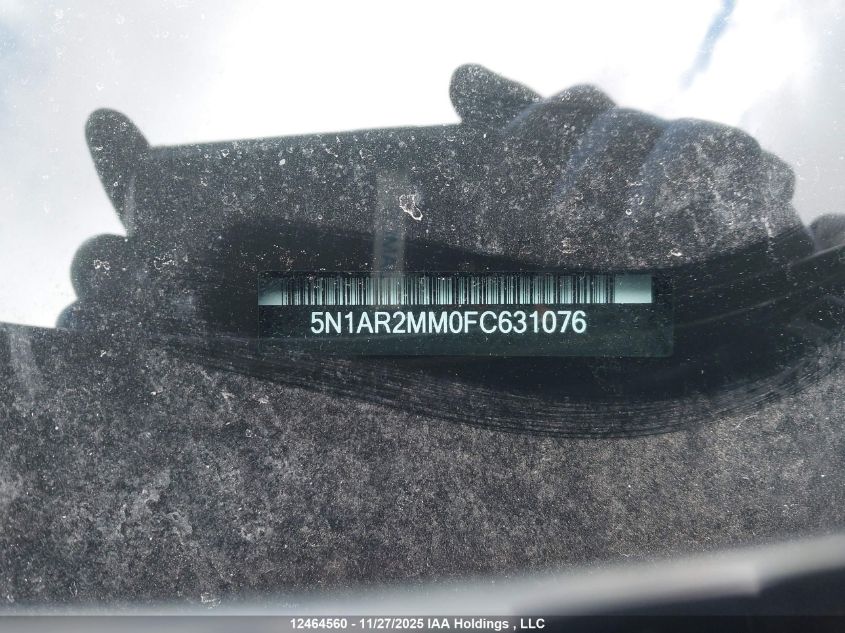 5N1AR2MM0FC631076
12464560 - 11/27/2025 IAA Holdings , LLC